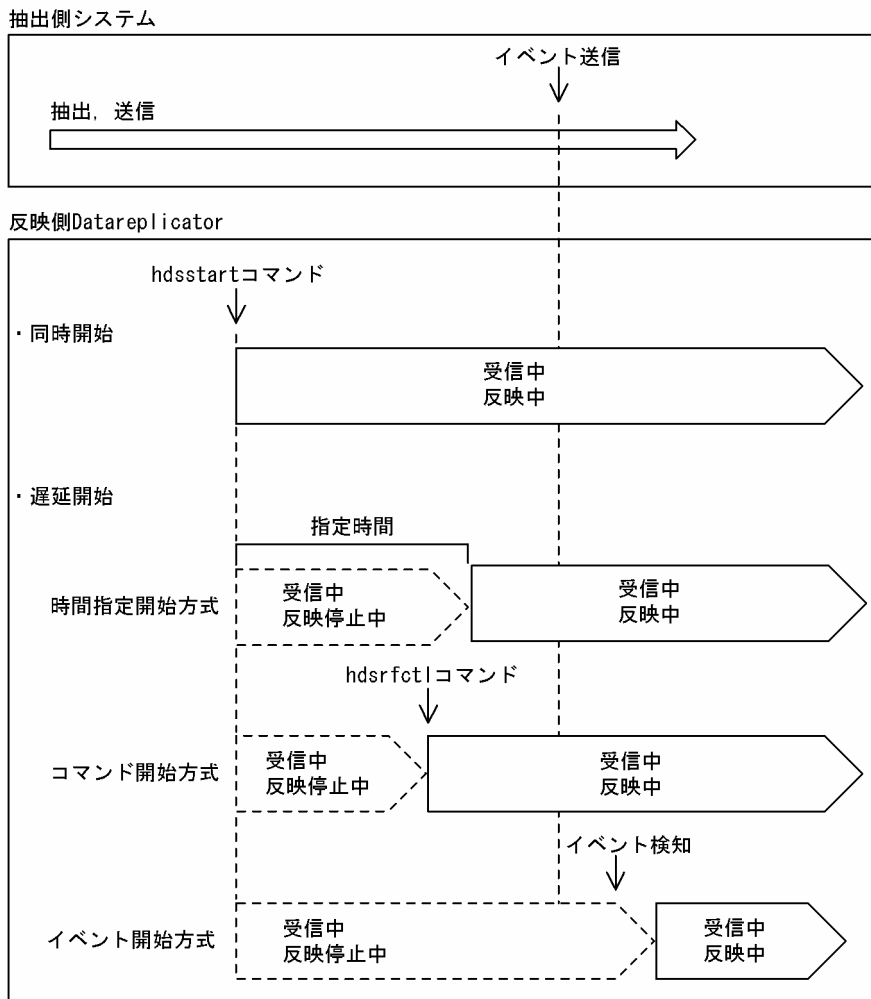 抽出側システム
イベント送信
抽出，送信
反映側Datareplicator
hdsstartコマンド
・同時開始
受信中
反映中
・遅延開始
指定時間
時間指定開始方式
受信中
反映停止中
受信中
反映中
hdsrfctlコマンド
コマンド開始方式
受信中
反映停止中
受信中
反映中
イベント検知
イベント開始方式
受信中
反映停止中
受信中
反映中